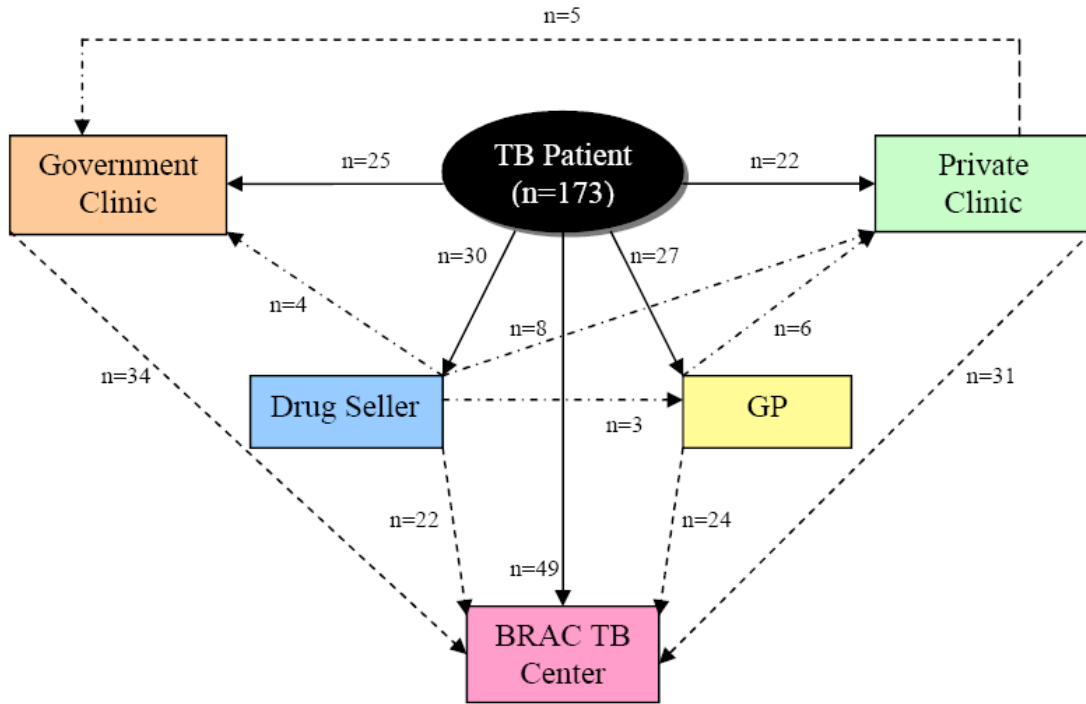 n=5
Government
Clinic
n=25
TB Patient
(n=173)
n=22
Private
Clinic
n=30
n=27
n=4
n=8
n=6
n=34
n=31
Drug Seller
n=3
GP
n=22
n=24
n=49
BRAC TB
Center